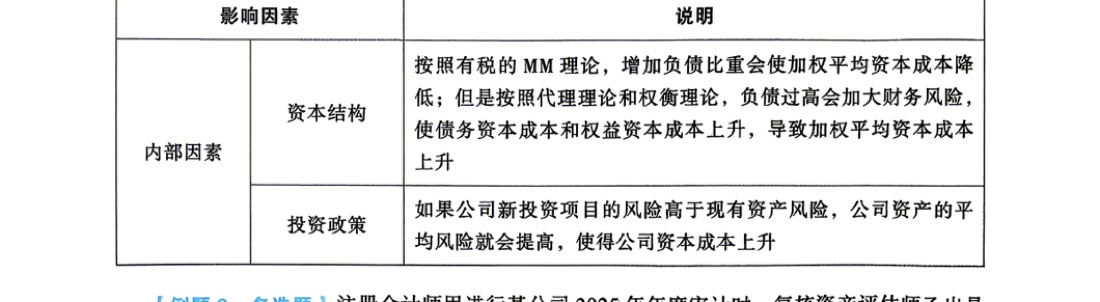 影响因素 说明
内部因素
资本结构
按照有税的 MM 理论，增加负债比重会使加权平均资本成本降
低；但是按照代理理论和权衡理论，负债过高会加大财务风险，
使债务资本成本和权益资本成本上升，导致加权平均资本成本
上升
投资政策
如果公司新投资项目的风险高于现有资产风险，公司资产的平
均风险就会提高，使得公司资本成本上升